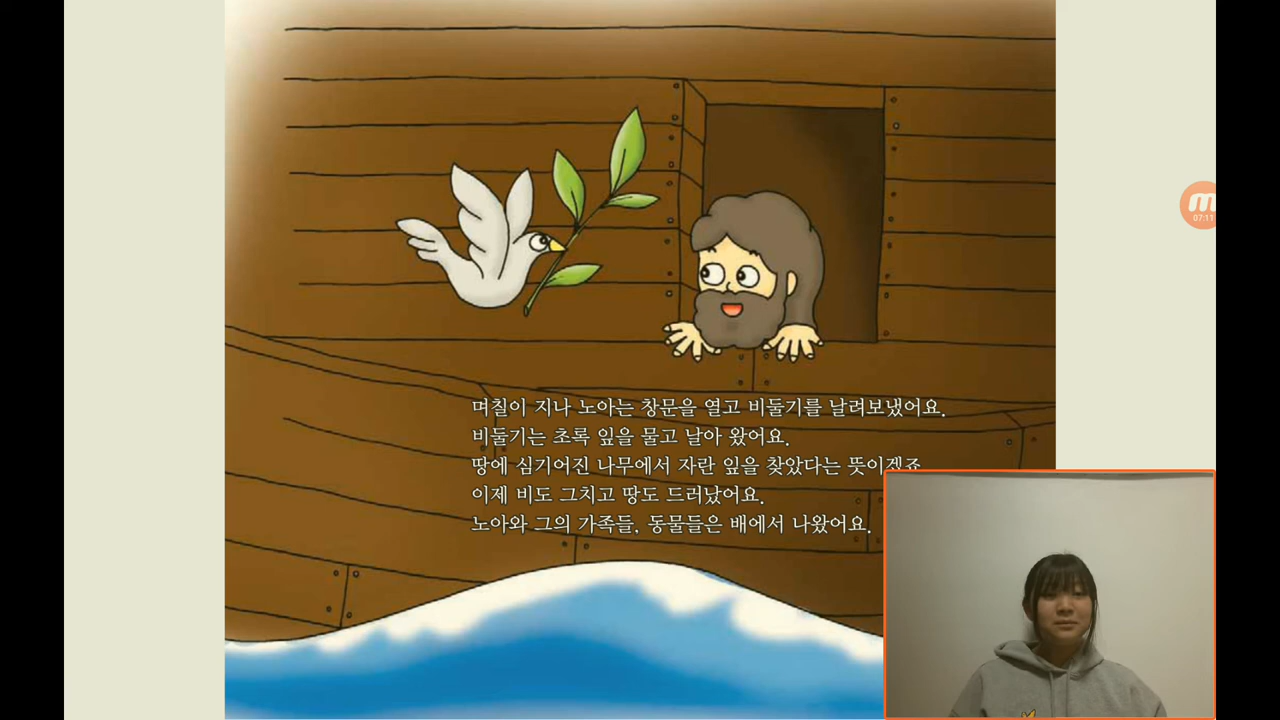 며칠이 지나 노아는 창문을 열고 비둘기를 날려보냈어요.
비둘기는 초록 잎을 물고 날아 왔어요.
땅에 심기어진 나무에서 자란 잎을 찾았다는 뜻이겠죠
이제 비도 그치고 땅도 드러났어요.
노아와 그의 가족들, 동물들은 배에서 나왔어요.
07:11